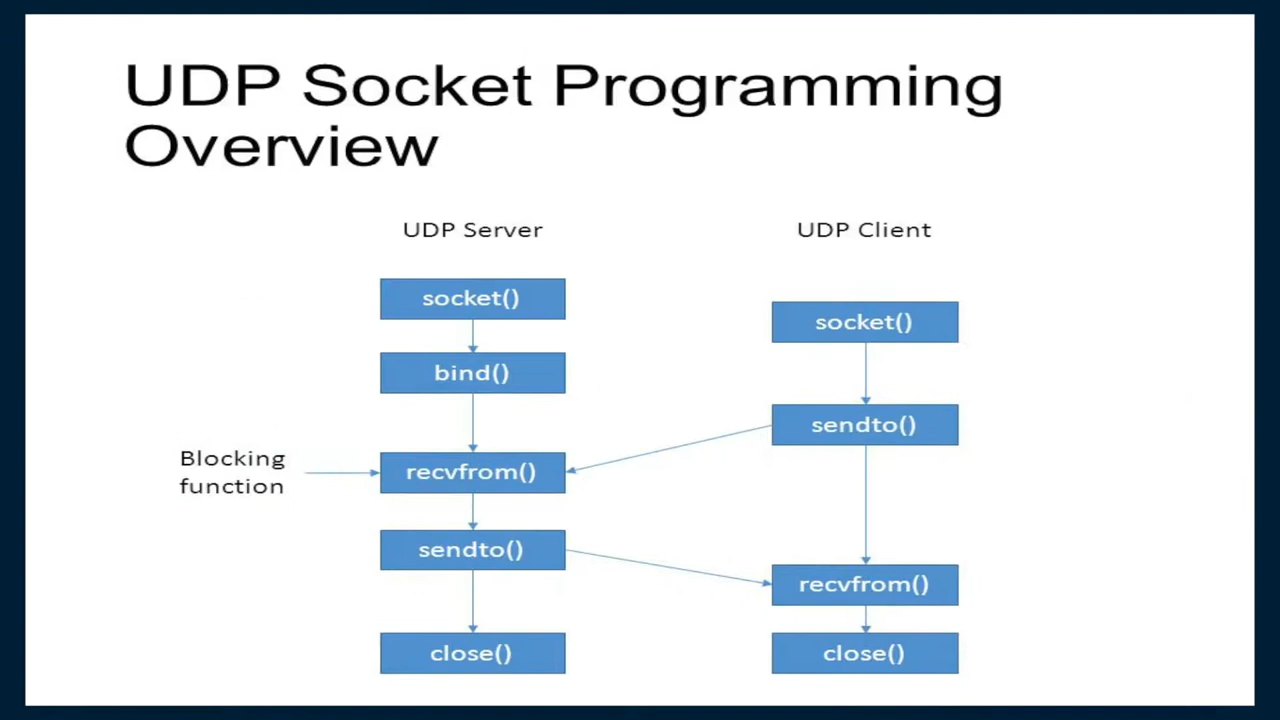 UDP Socket Programming
Overview
UDP Server
UDP Client
socket()
socket()
bind()
sendto()
Blocking
function
recvfrom()
sendto()
recvfrom()
close()
close()